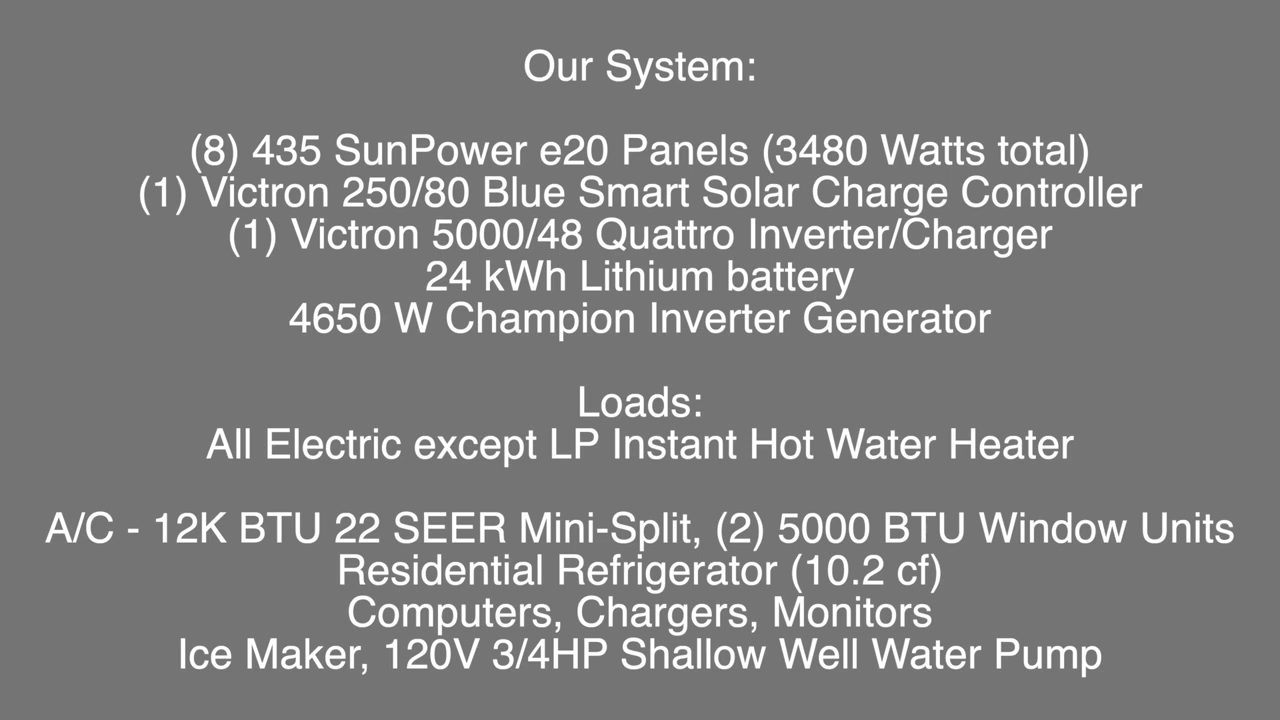 Our System:
(8) 435 SunPower e20 Panels (3480 Watts total)
(1) Victron 250/80 Blue Smart Solar Charge Controller
(1) Victron 5000/48 Quattro Inverter/Charger
24 kWh Lithium battery
4650 W Champion Inverter Generator
Loads:
All Electric except LP Instant Hot Water Heater
A/C - 12K BTU 22 SEER Mini-Split, (2) 5000 BTU Window Units
Residential Refrigerator (10.2 cf)
Computers, Chargers, Monitors
Ice Maker, 120V 3/4HP Shallow Well Water Pump